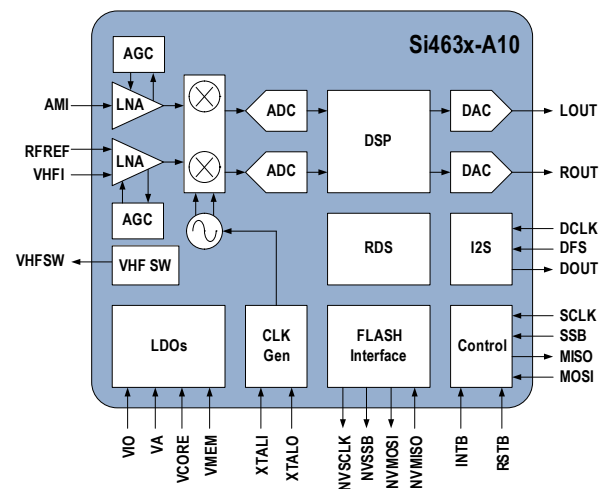 Si463x-A10
AGC
AMI
LNA
ADC
DSP
DAC
LOUT
RFREF
VHFI
LNA
ADC
DAC
ROUT
AGC
VHFSW
VHF SW
RDS
I2S
DCLK
DFS
DOUT
LDOs
CLK
Gen
FLASH
Interface
Control
SCLK
SSB
MISO
MOSI
VIO
VA
VCORE
VMEM
XTALI
XTALO
NVSCLK
NVSSB
NVMOSI
NVMISO
INTB
RSTB